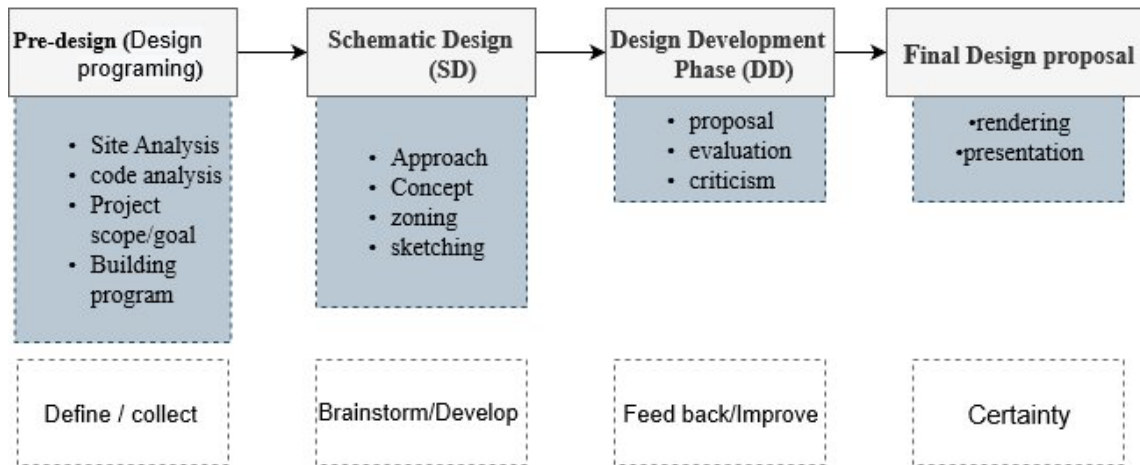 Pre-design (Design
programing)
• Site Analysis
• code analysis
• Project
scope/goal
• Building
program
Define / collect
Schematic Design
(SD)
• Approach
• Concept
• zoning
• sketching
Brainstorm/Develop
Design Development
Phase (DD)
• proposal
• evaluation
• criticism
Feed back/Improve
Final Design proposal
•rendering
•presentation
Certainty